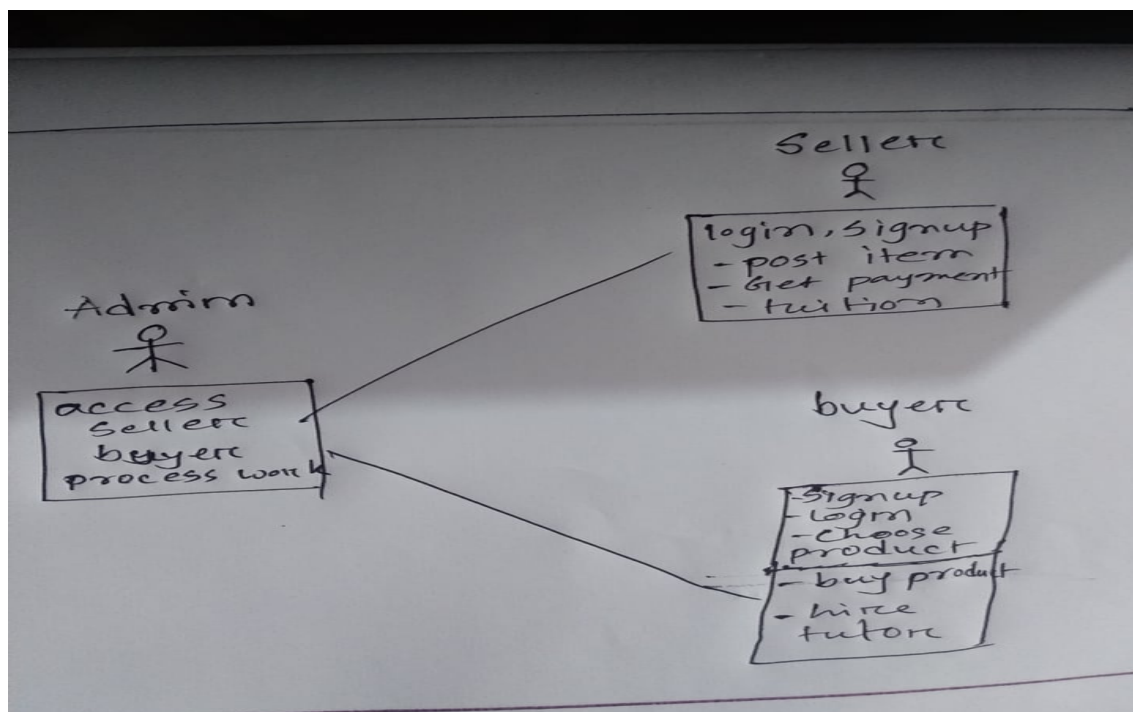 Seller
login, signup
- post item
- Get payment
- tuition
Admin
access
seller
buyer
process work
buyer
- Signup
- Login
- choose
product
- buy product
- hire
tutor